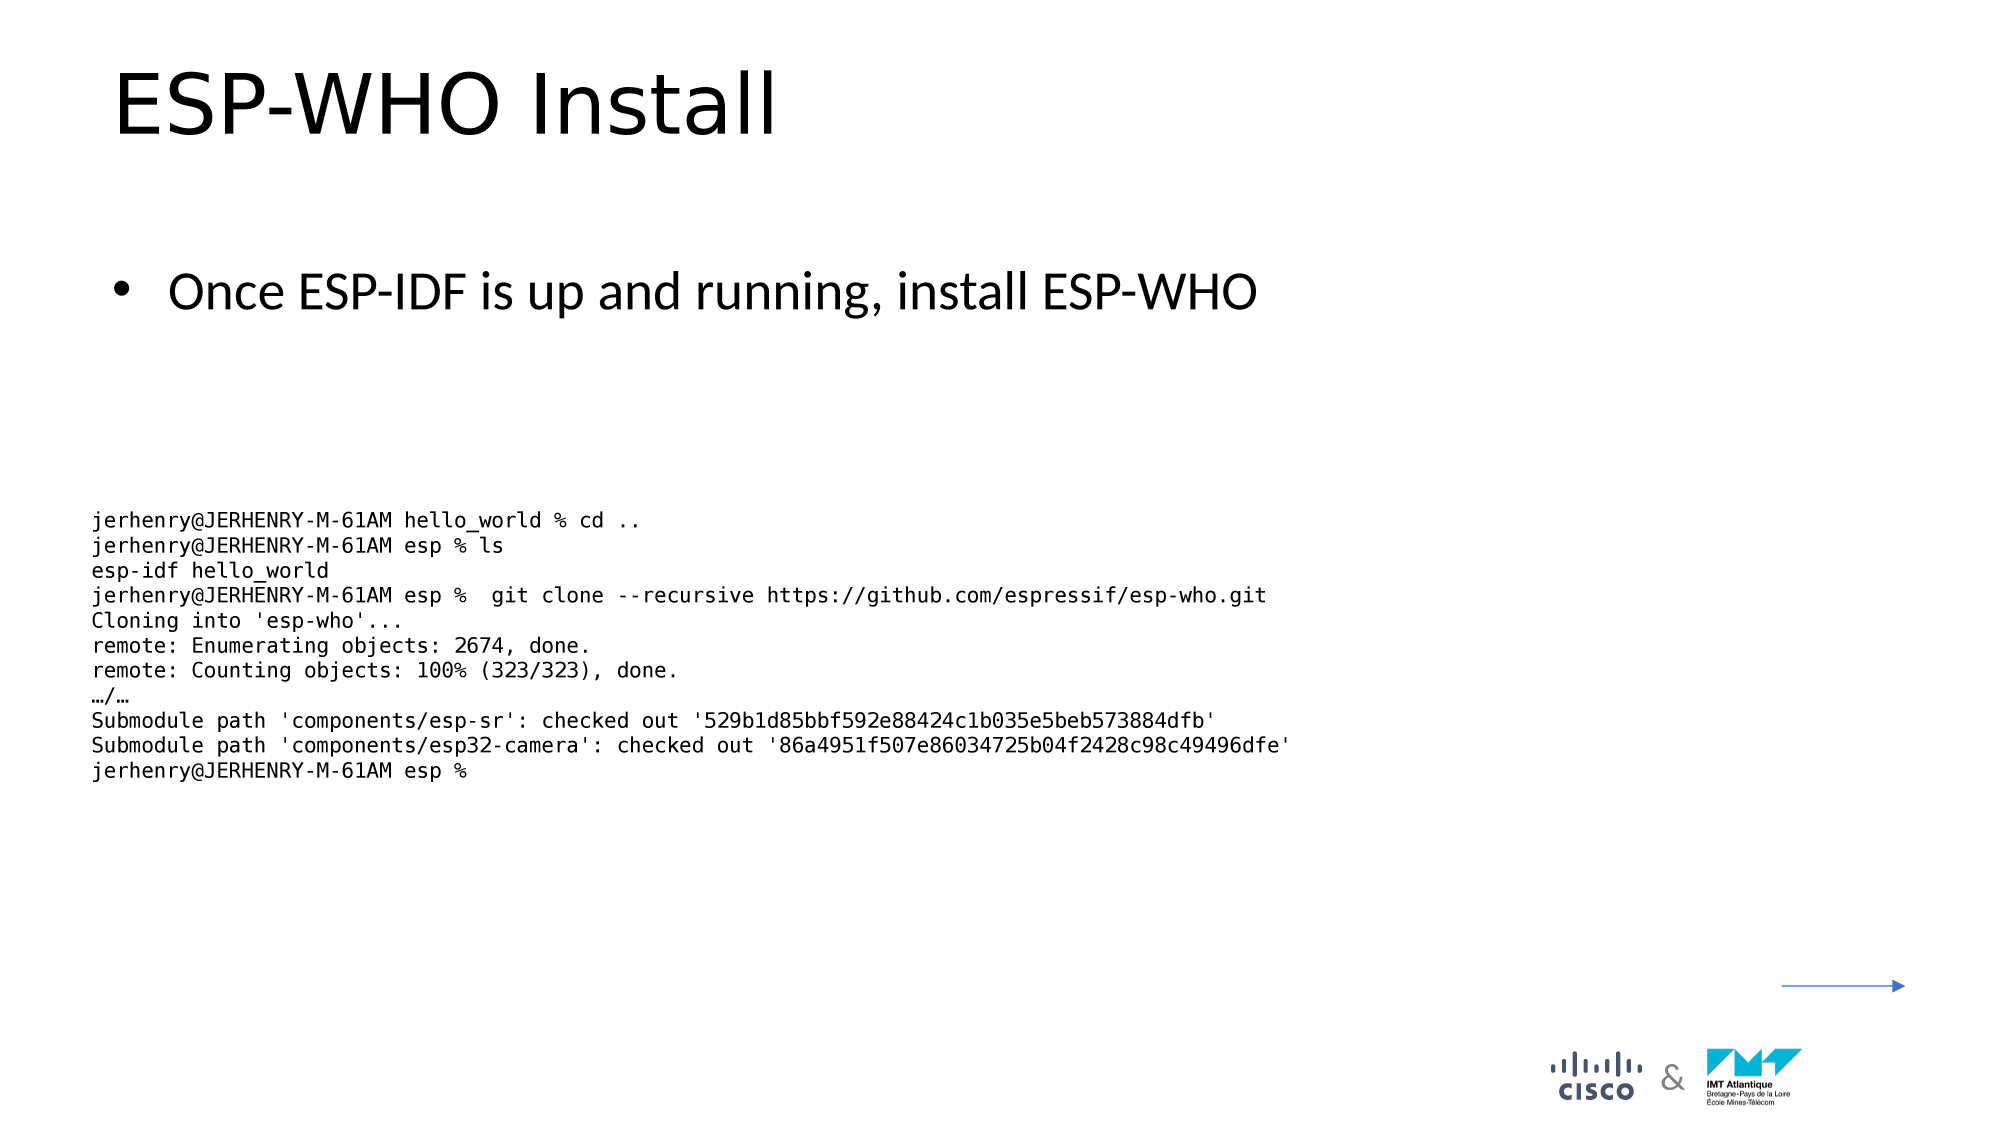 ESP-WHO Install
• Once ESP-IDF is up and running, install ESP-WHO
jerhenry@JERHENRY-M-61AM hello_world % cd ..
jerhenry@JERHENRY-M-61AM esp % ls
esp-idf hello_world
jerhenry@JERHENRY-M-61AM esp %  git clone --recursive https://github.com/espressif/esp-who.git
Cloning into 'esp-who'...
remote: Enumerating objects: 2674, done.
remote: Counting objects: 100% (323/323), done.
…/…
Submodule path 'components/esp-sr': checked out '529b1d85bbf592e88424c1b035e5beb573884dfb'
Submodule path 'components/esp32-camera': checked out '86a4951f507e86034725b04f2428c98c49496dfe'
jerhenry@JERHENRY-M-61AM esp %
CISCO & IMT Atlantique
Bretagne-Pays de la Loire
École Mines-Télécom